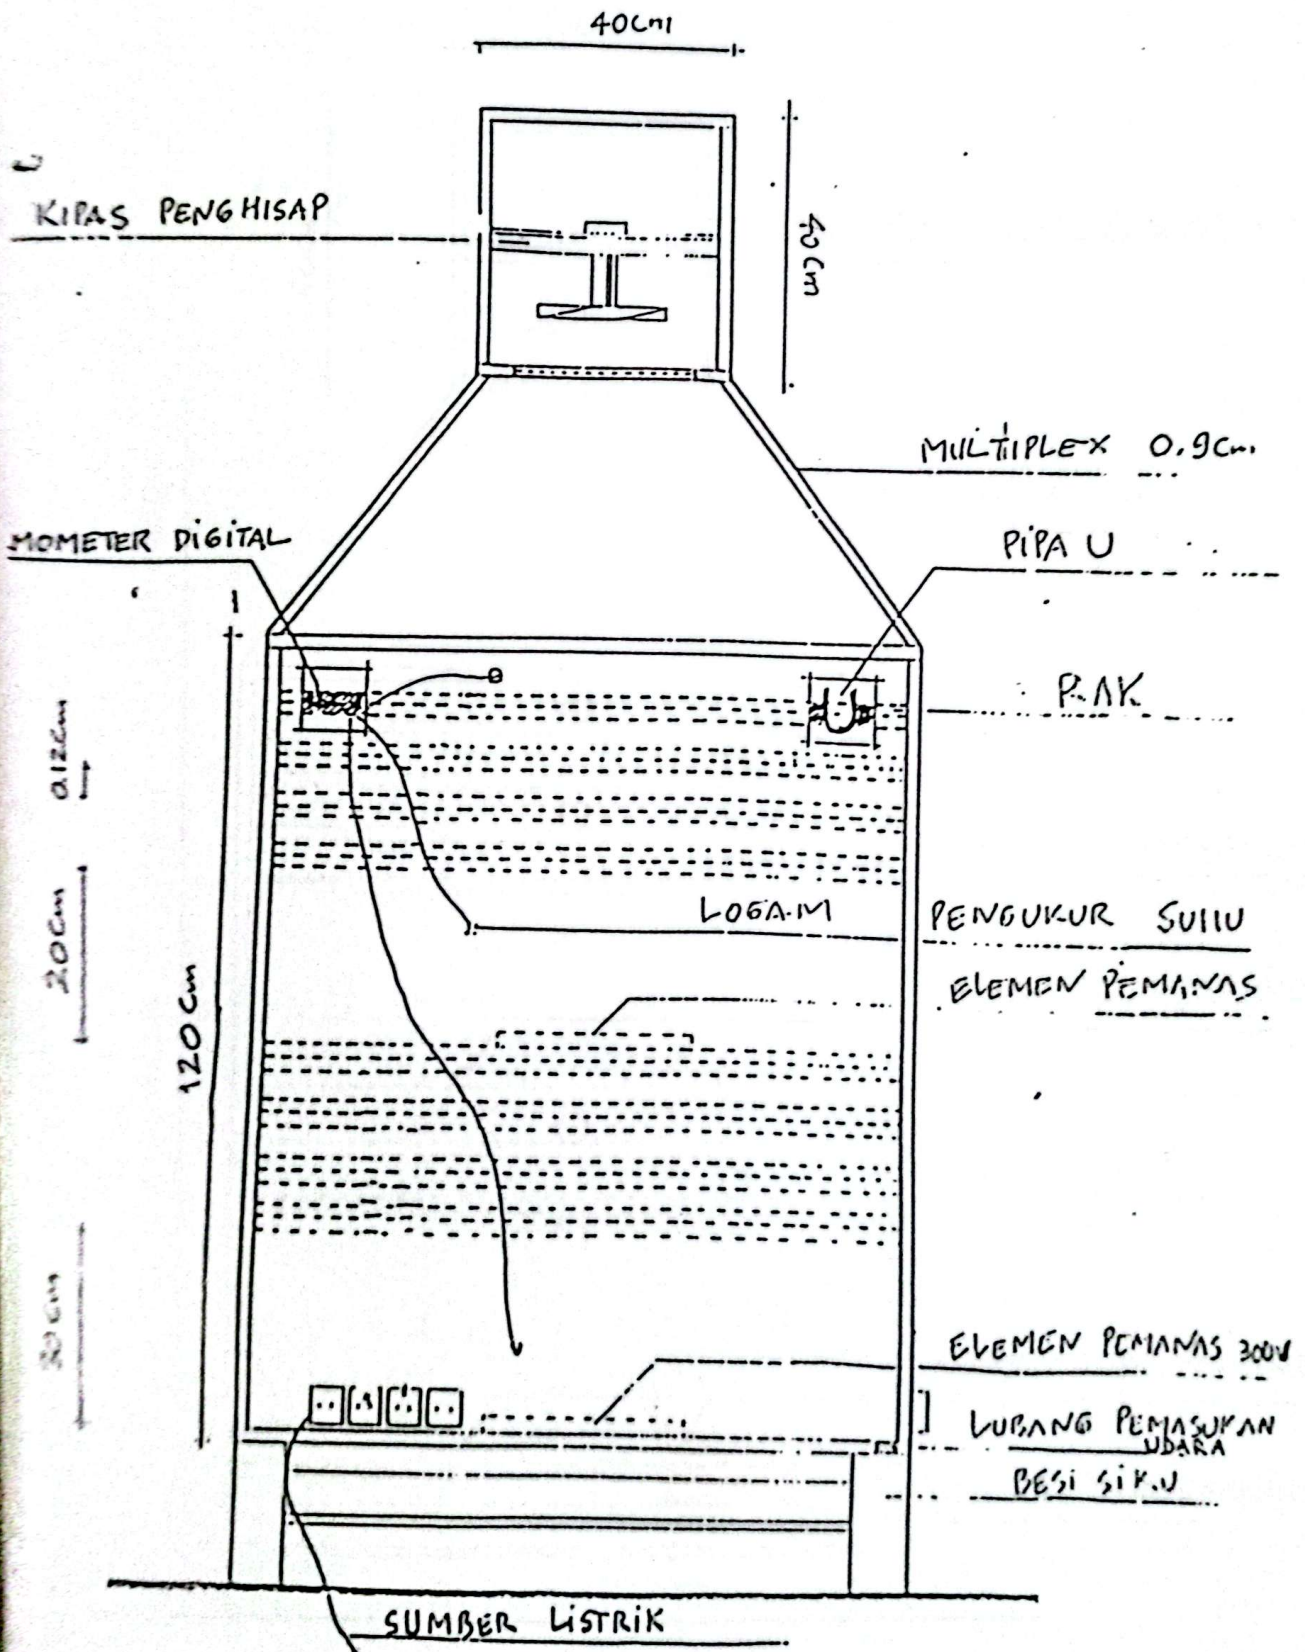 40cm
KIPAS PENGHISAP
40cm
MULTIPLEX 0.9cm
MOMETER DIGITAL
PIPA U
RAK
20cm
120cm
LOGAM PENGUKUR SUHU
ELEMEN PEMANAS
30cm
ELEMEN PEMANAS 300W
LUBANG PEMASUKAN
UDARA
BESI SIKU
SUMBER LISTRIK